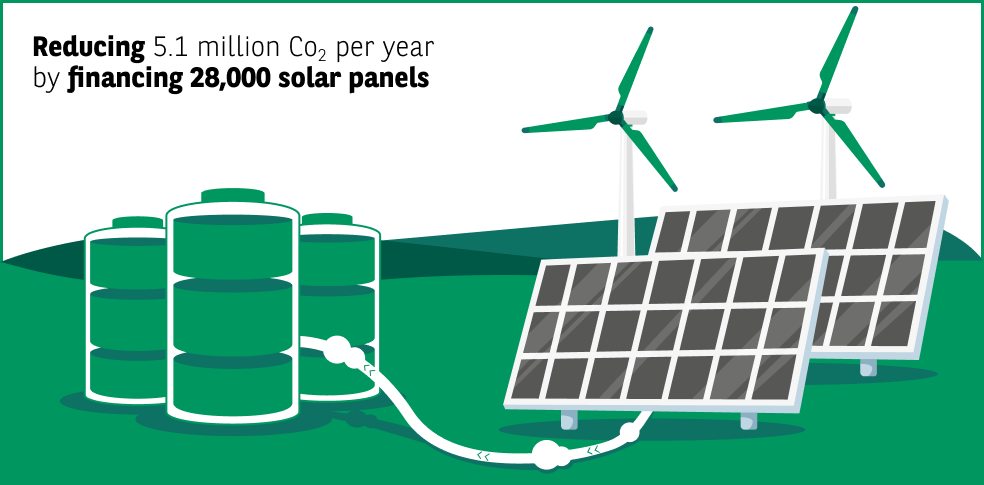 Reducing 5.1 million Co₂ per year
by financing 28,000 solar panels